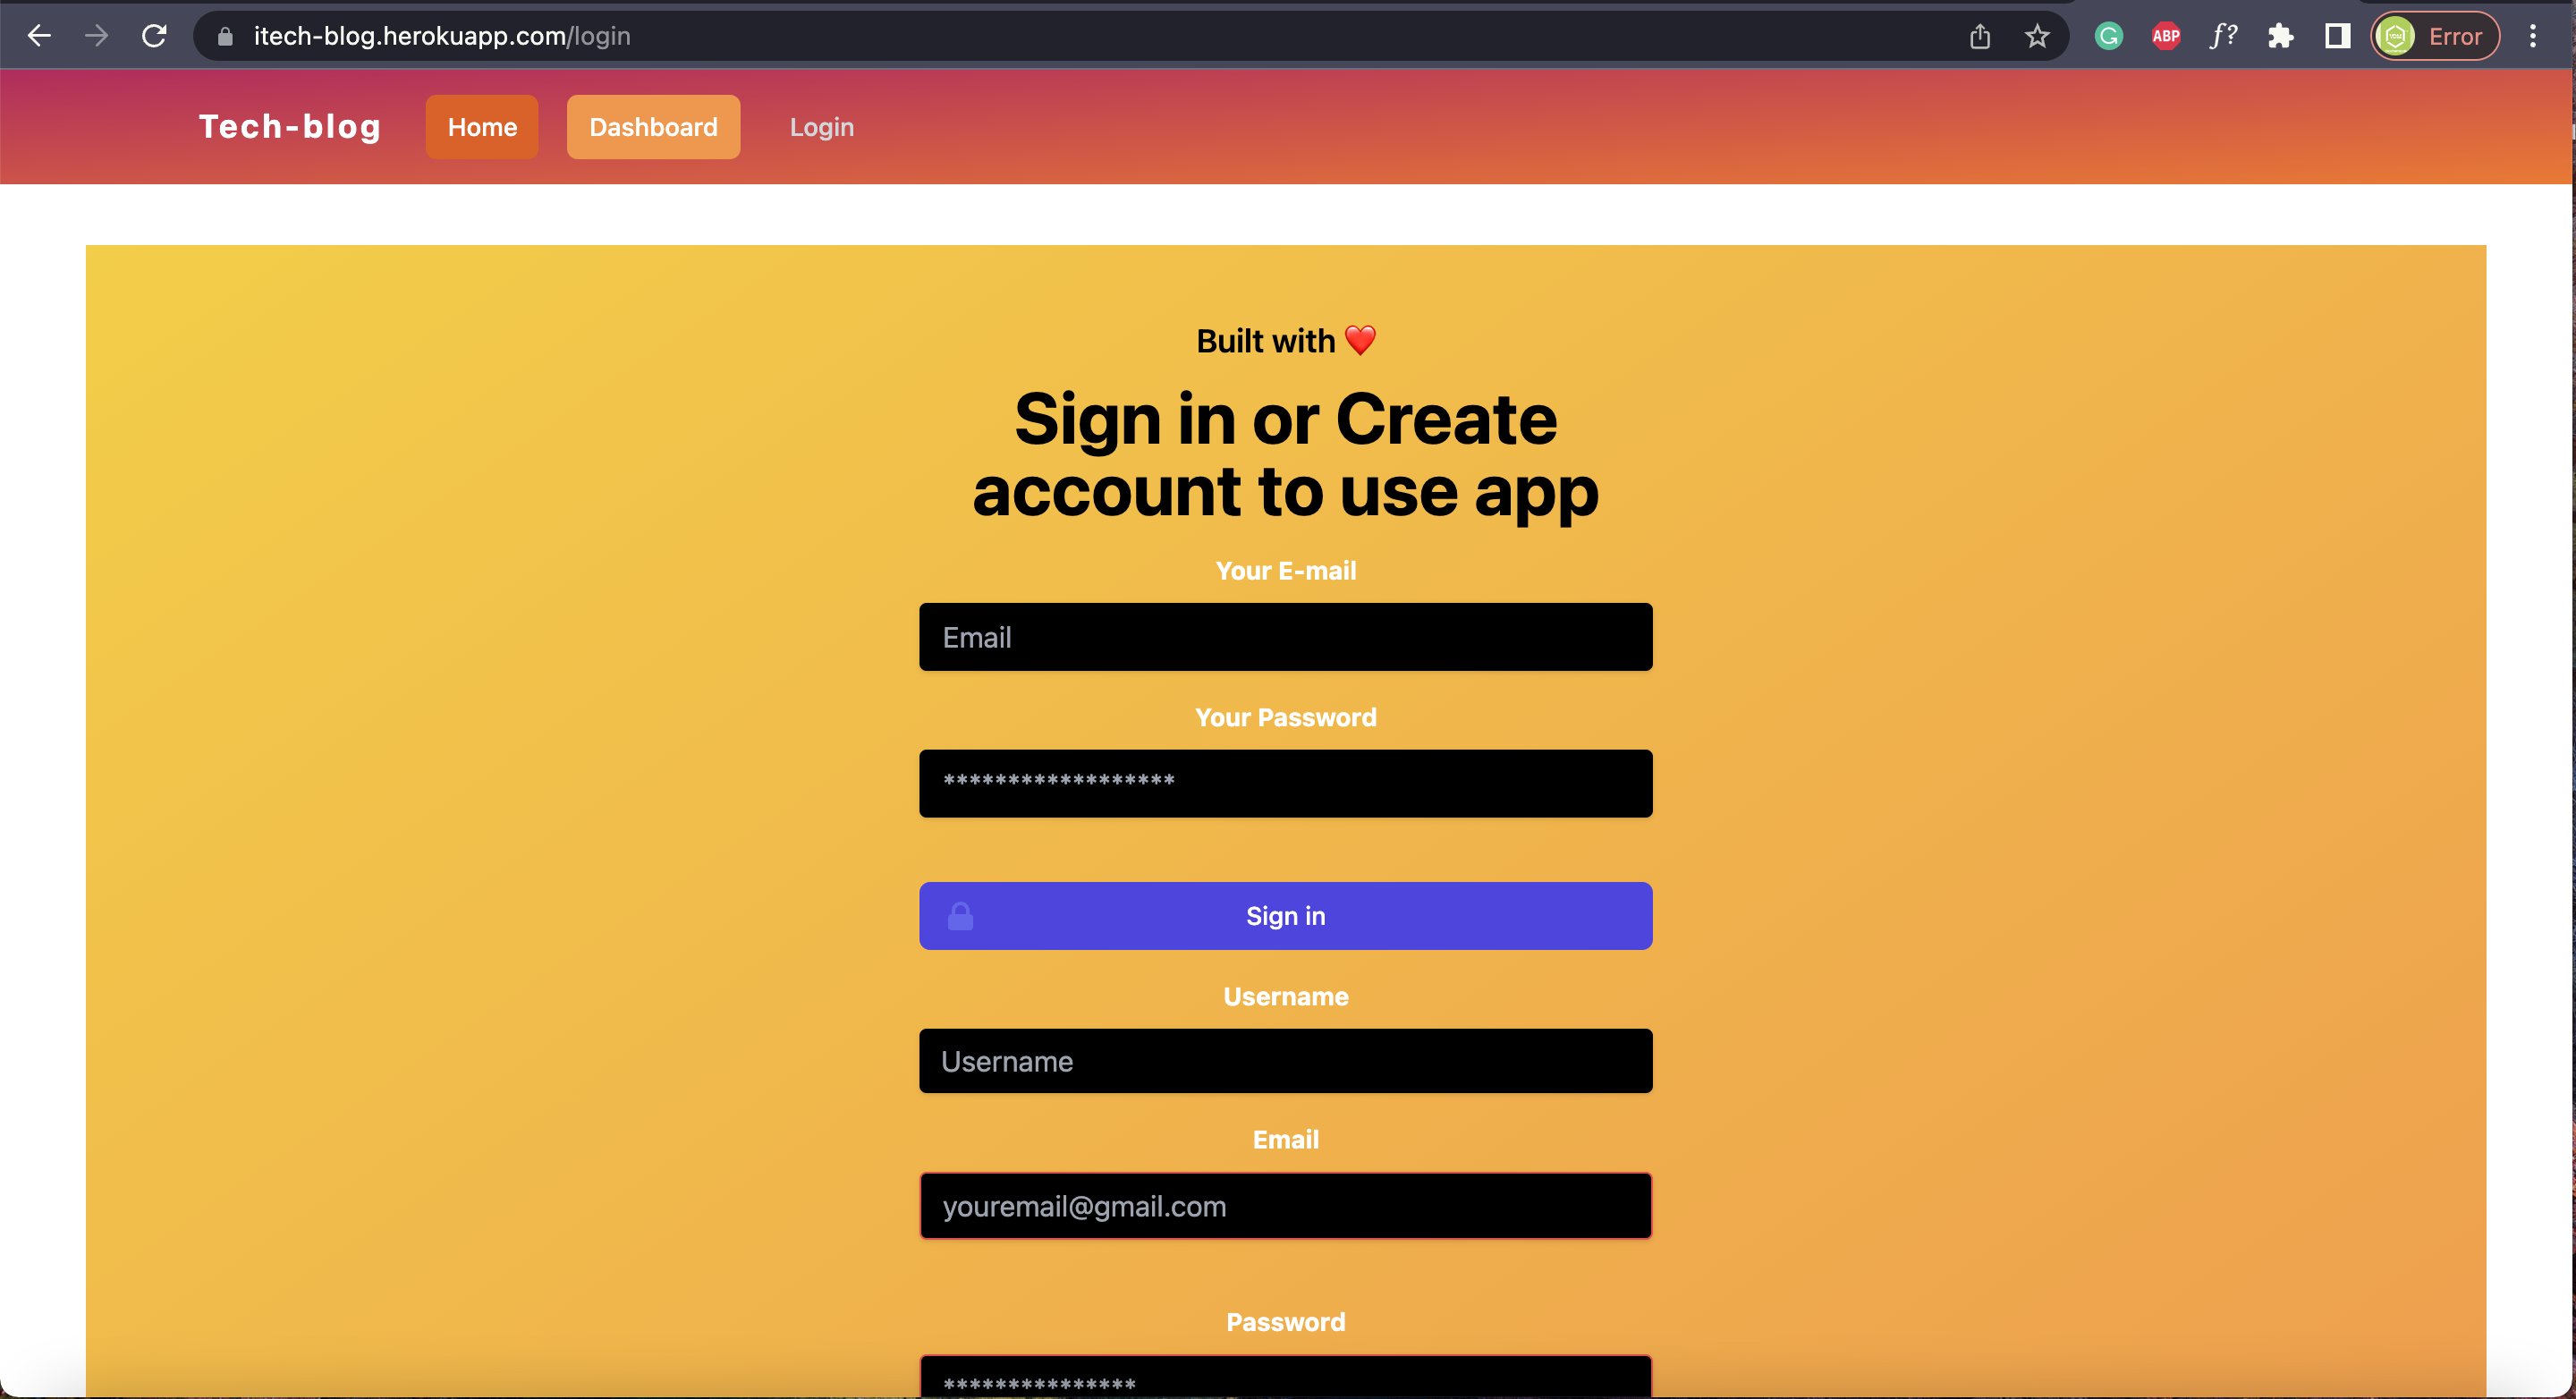 itech-blog.herokuapp.com/login
ABP
f?
Error
Tech-blog
Home
Dashboard
Login
Built with ❤️
Sign in or Create
account to use app
Your E-mail
Email
Your Password
******************
Sign in
Username
Username
Email
youremail@gmail.com
Password
***************